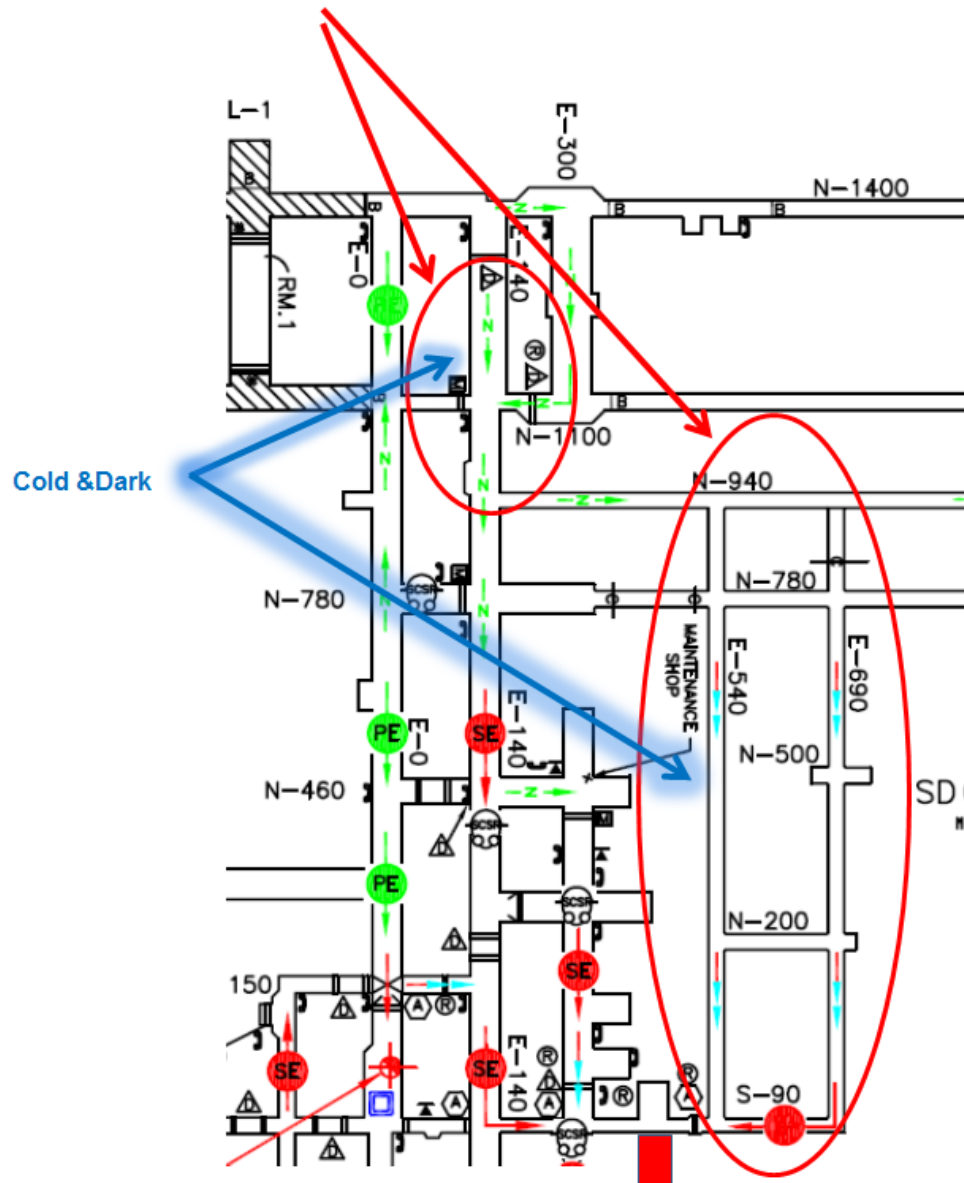 L-1
E-300
N-1400
B
B
B
B
N
E-0
E-140
D
RM.1
PE
N
N
R
D
M
N
B
B
N-1100
Cold &Dark
N
N
N-940
N
M
SCSR
N-780
N
N
C
C
C
N-780
MAINTENANCE
SHOP
E-540
E-690
PE
E-0
SE
E-140
N-500
N-460
N
SD
SCSR
M
D
PE
SCSR
N-200
D
150
SE
D
A
R
SE
SE
E-140
R
D
A
R
R
A
S-90
D
A
D
SCSR